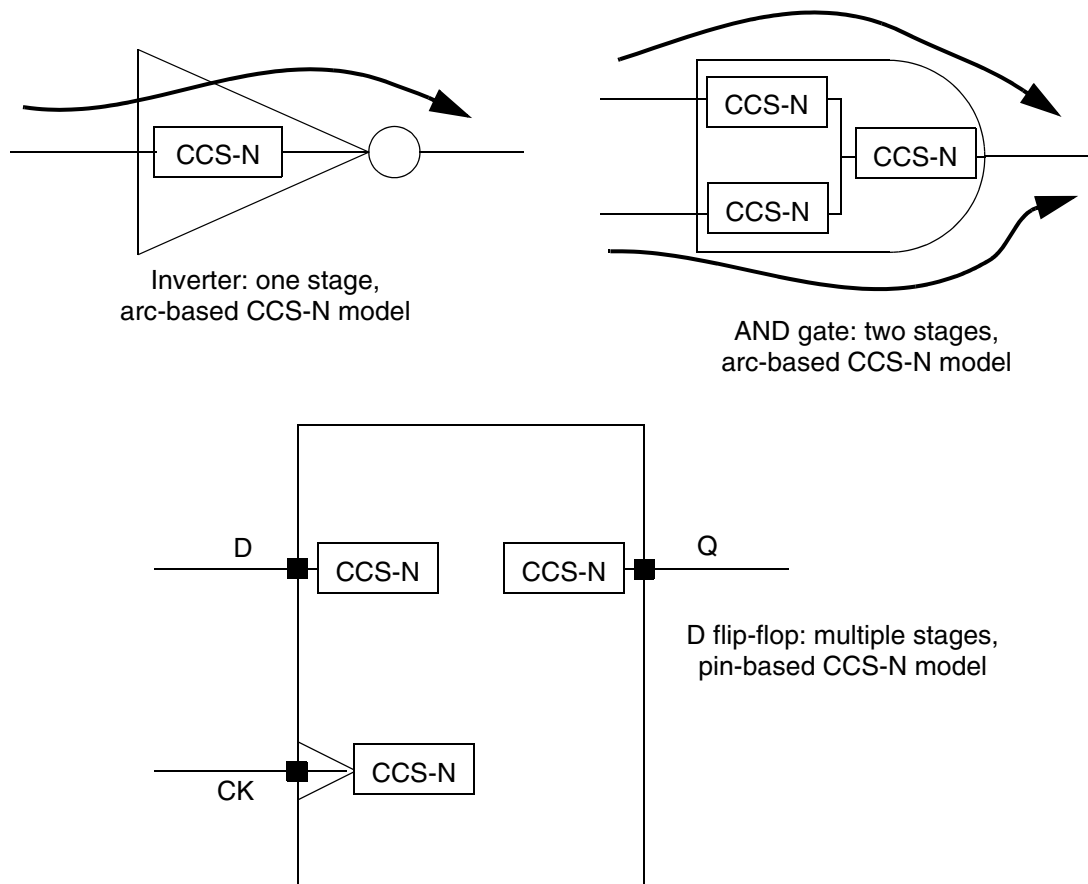 CCS-N
Inverter: one stage,
arc-based CCS-N model
CCS-N
CCS-N
CCS-N
AND gate: two stages,
arc-based CCS-N model
D
CCS-N
CCS-N
Q
D flip-flop: multiple stages,
pin-based CCS-N model
CCS-N
CK